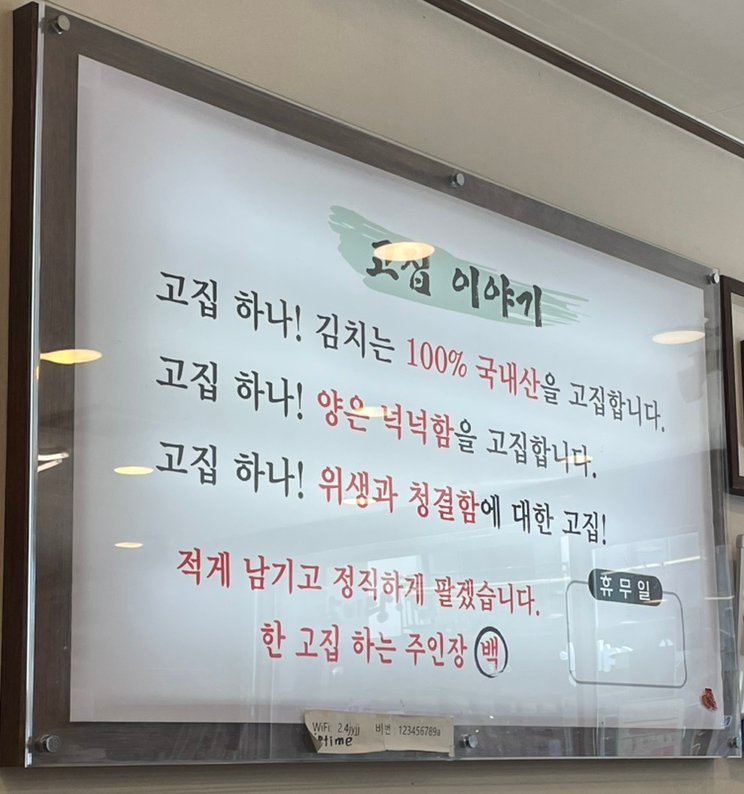 고집 이야기
고집 하나! 김치는 100% 국내산을 고집합니다.
고집 하나! 양은 넉넉함을 고집합니다.
고집 하나! 위생과 청결함에 대한 고집!
적게 남기고 정직하게 팔겠습니다.
한 고집 하는 주인장 백
휴무일
WiFi: 2.4jyjj 비번 : 123456789a